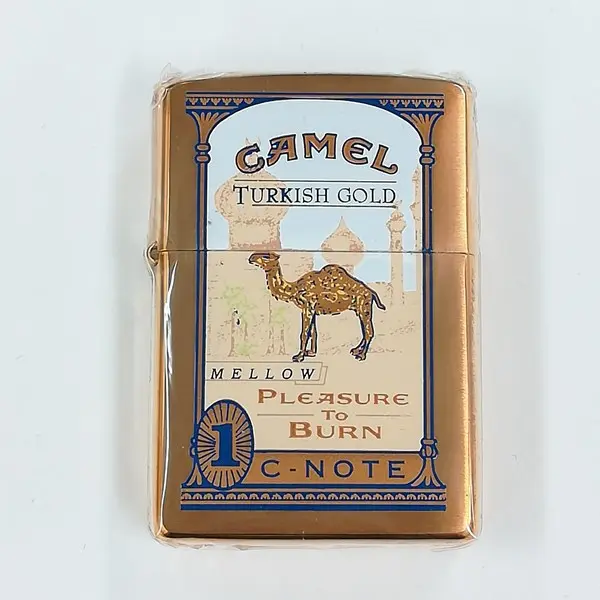 CAMEL
TURKISH GOLD
MELLOW
PLEASURE
TO
BURN
1
C-NOTE